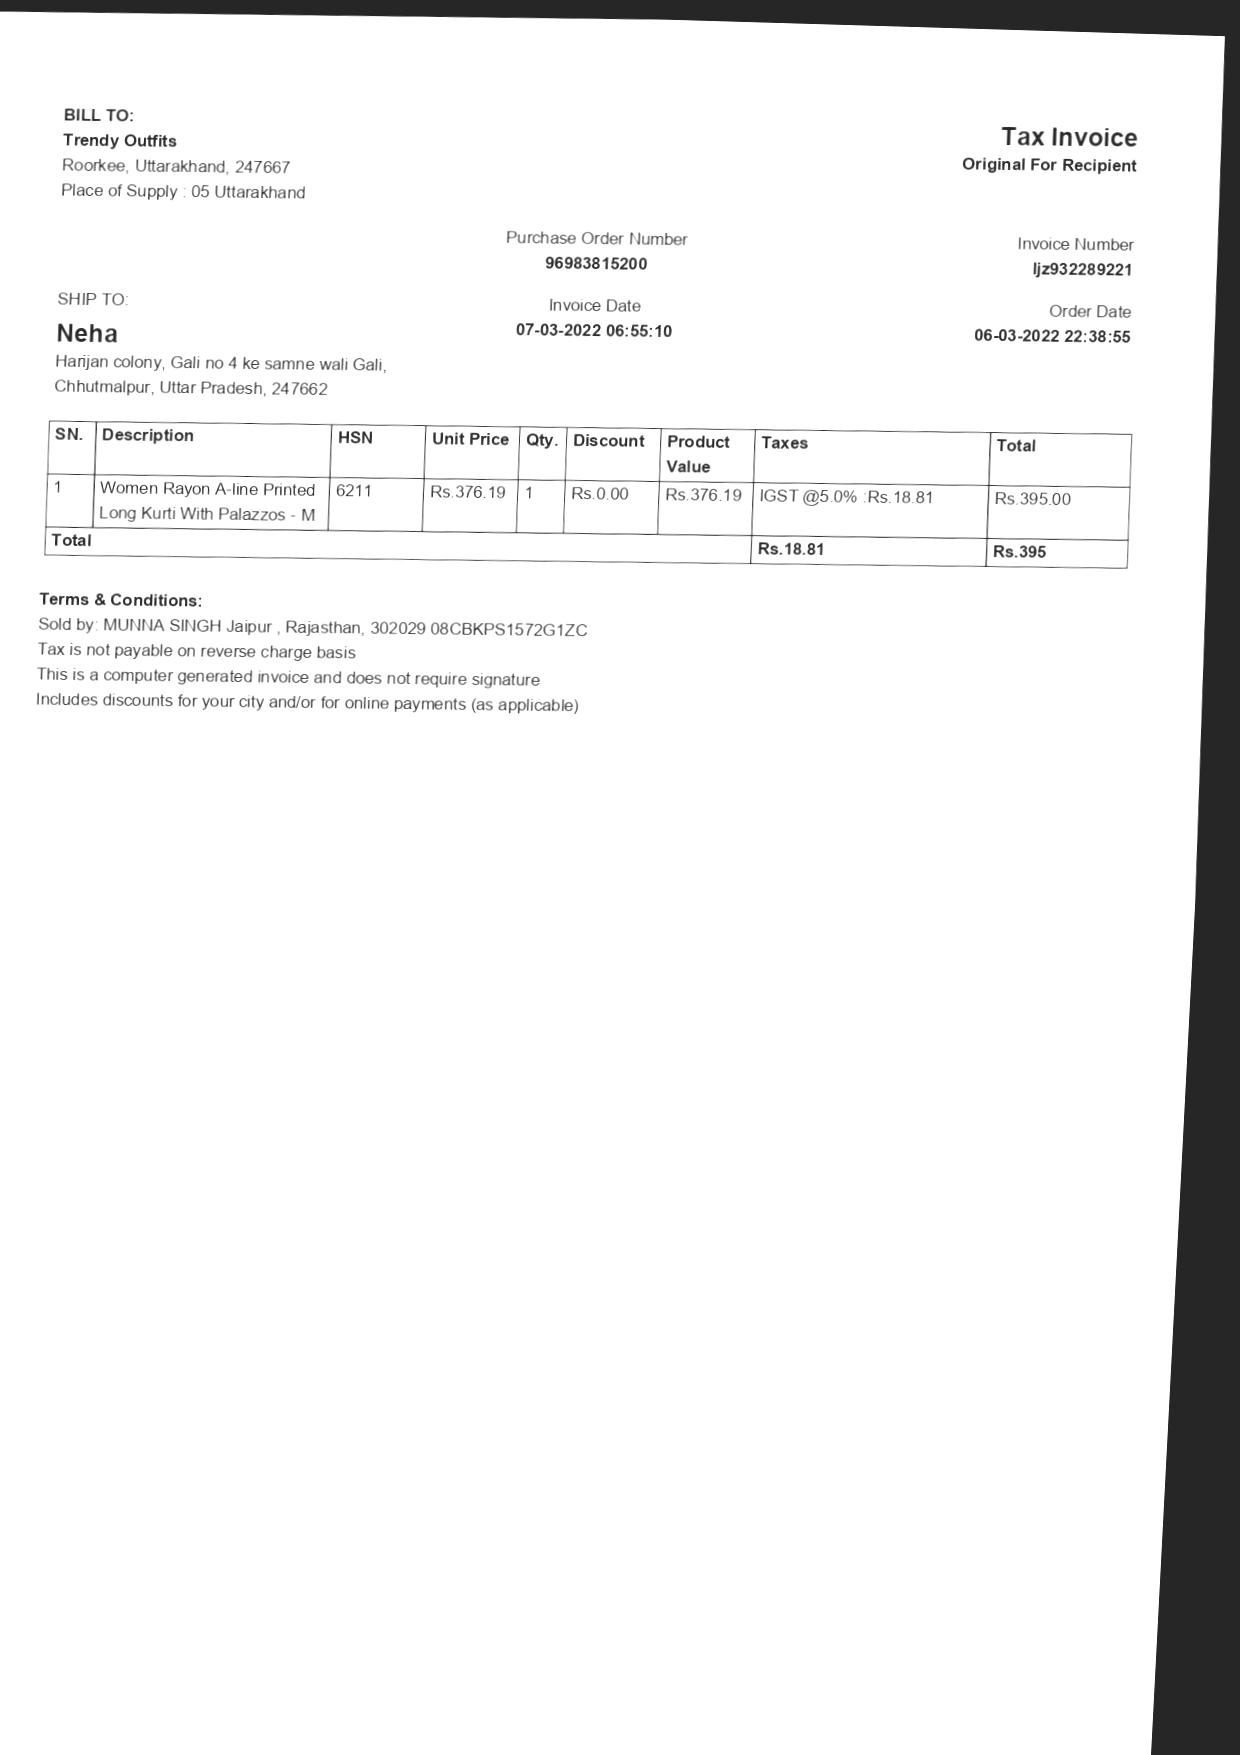 BILL TO:
Trendy Outfits
Roorkee, Uttarakhand, 247667
Place of Supply : 05 Uttarakhand
Tax Invoice
Original For Recipient
Purchase Order Number
96983815200
Invoice Number
ljz932289221
SHIP TO:
Neha
Harijan colony, Gali no 4 ke samne wali Gali,
Chhutmalpur, Uttar Pradesh, 247662
Invoice Date
07-03-2022 06:55:10
Order Date
06-03-2022 22:38:55
SN. Description HSN Unit Price Qty. Discount Product Value Taxes Total
1 Women Rayon A-line Printed 6211 Rs.376.19 1 Rs.0.00 Rs.376.19 IGST @5.0% :Rs.18.81 Rs.395.00
Long Kurti With Palazzos - M
Total Rs.18.81 Rs.395
Terms & Conditions:
Sold by: MUNNA SINGH Jaipur , Rajasthan, 302029 08CBKPS1572G1ZC
Tax is not payable on reverse charge basis
This is a computer generated invoice and does not require signature
Includes discounts for your city and/or for online payments (as applicable)